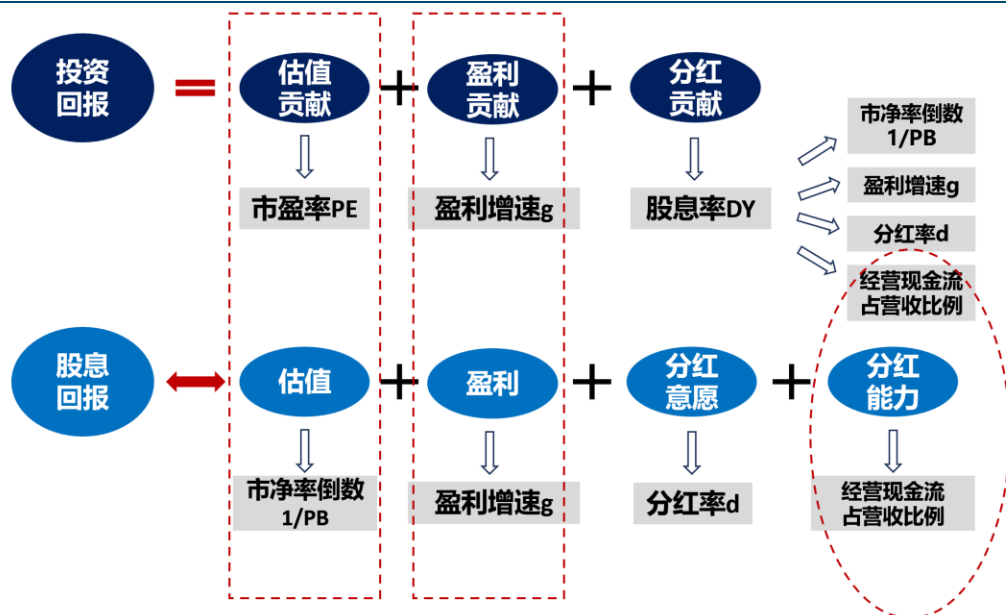 投资
回报
=
估值
贡献
+
盈利
贡献
+
分红
贡献
市盈率PE
盈利增速g
股息率DY
市净率倒数
1/PB
盈利增速g
分红率d
经营现金流
占营收比例
股息
回报
估值
+
盈利
+
分红
意愿
+
分红
能力
市净率倒数
1/PB
盈利增速g
分红率d
经营现金流
占营收比例